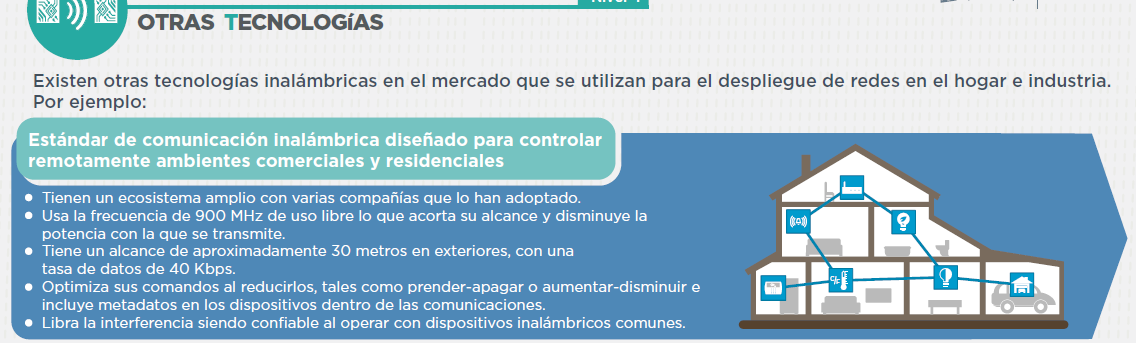 OTRAS TECNOLOGíAS
Existen otras tecnologías inalámbricas en el mercado que se utilizan para el despliegue de redes en el hogar e industria.
Por ejemplo:
Estándar de comunicación inalámbrica diseñado para controlar
remotamente ambientes comerciales y residenciales
• Tienen un ecosistema amplio con varias compañías que lo han adoptado.
• Usa la frecuencia de 900 MHz de uso libre lo que acorta su alcance y disminuye la
potencia con la que se transmite.
• Tiene un alcance de aproximadamente 30 metros en exteriores, con una
tasa de datos de 40 Kbps.
• Optimiza sus comandos al reducirlos, tales como prender-apagar o aumentar-disminuir e
incluye metadatos en los dispositivos dentro de las comunicaciones.
• Libra la interferencia siendo confiable al operar con dispositivos inalámbricos comunes.